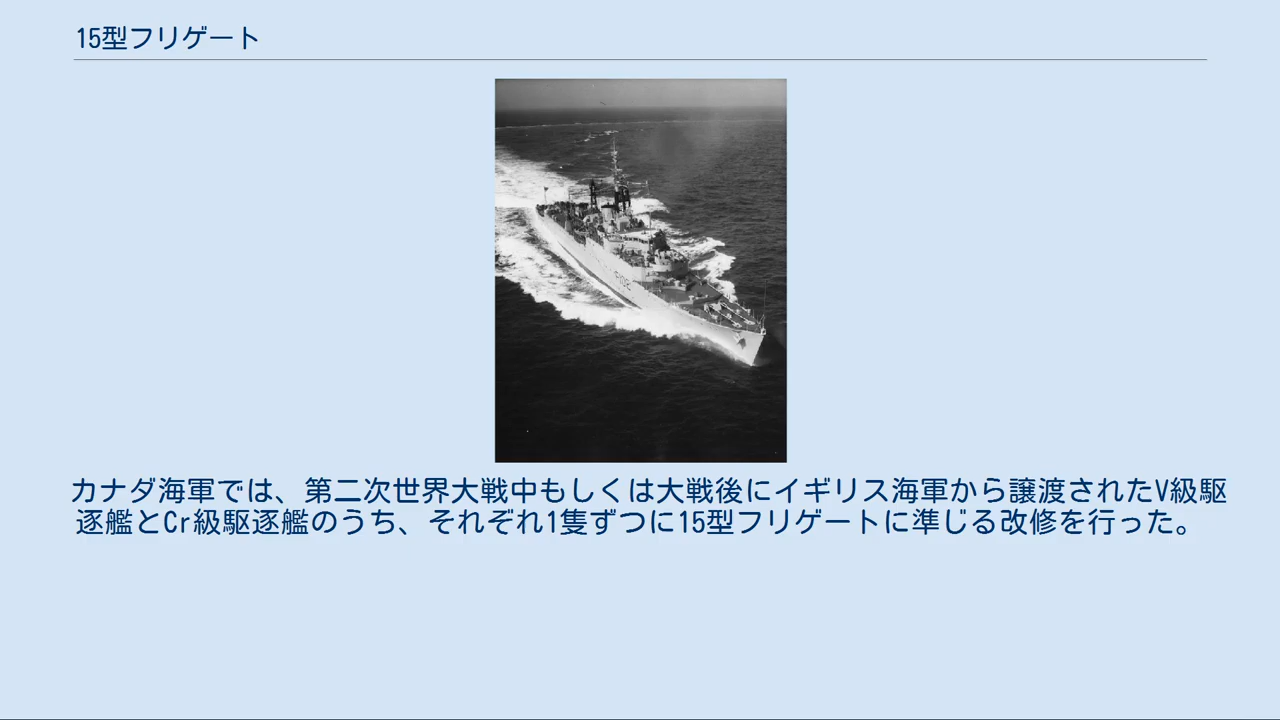 15型フリゲート
カナダ海軍では、第二次世界大戦中もしくは大戦後にイギリス海軍から譲渡されたV級駆
逐艦とCr級駆逐艦のうち、それぞれ1隻ずつに15型フリゲートに準じる改修を行った。